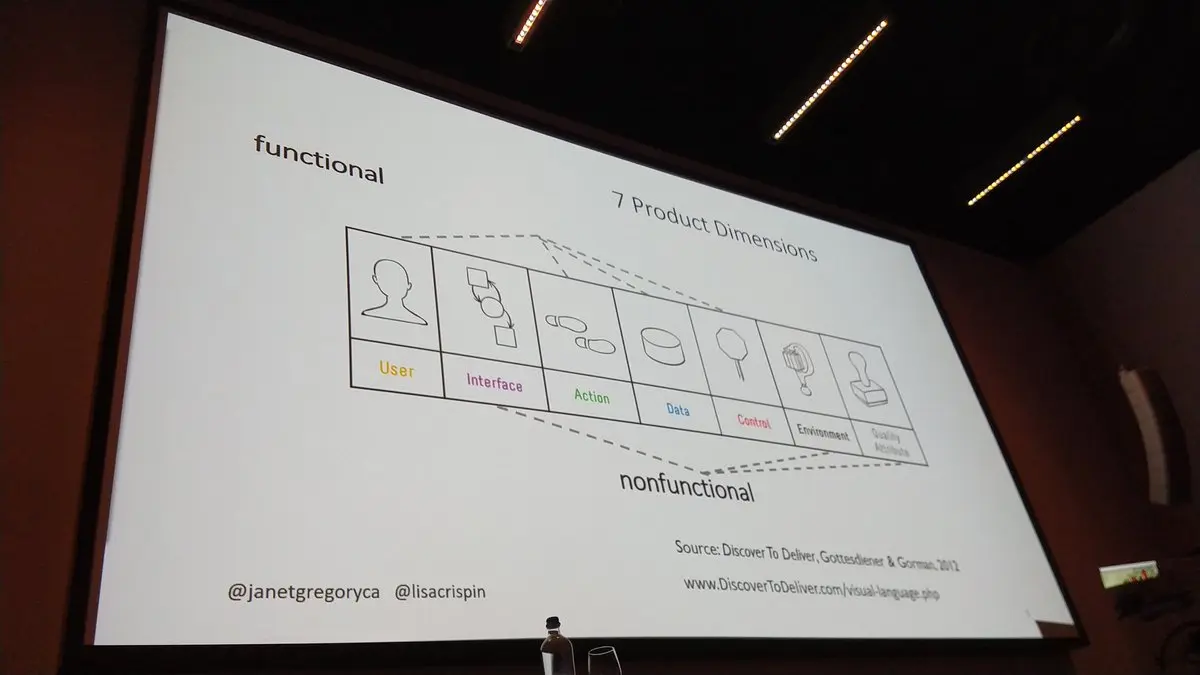 functional
7 Product Dimensions
User
Interface
Action
Data
Control
Environment
Quality
Attribute
nonfunctional
Source: Discover To Deliver, Gottesdiener & Gorman, 2012
www.DiscoverToDeliver.com/visual-language.php
@janetgregoryca @lisacrispin